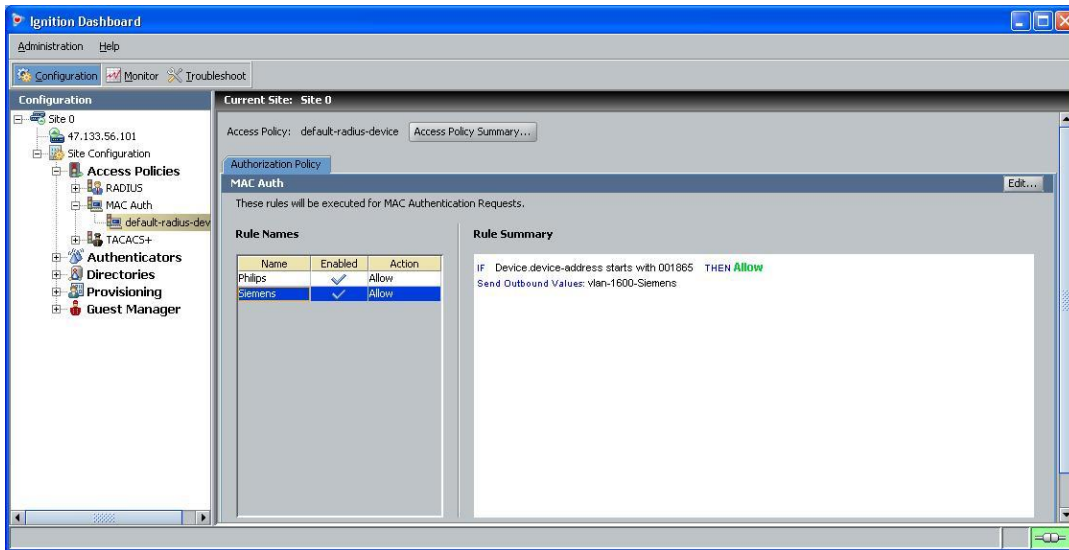 Ignition Dashboard
Administration Help
Configuration Monitor Troubleshoot
Configuration
Site 0
47.133.56.101
Site Configuration
Access Policies
RADIUS
MAC Auth
default-radius-dev
TACACS+
Authenticators
Directories
Provisioning
Guest Manager
Current Site: Site 0
Access Policy: default-radius-device Access Policy Summary...
Authorization Policy
MAC Auth Edit...
These rules will be executed for MAC Authentication Requests.
Rule Names
Name Enabled Action
Philips Allow
Siemens Allow
Rule Summary
IF Device.device-address starts with 001865 THEN Allow
Send Outbound Values: vlan-1600-Siemens